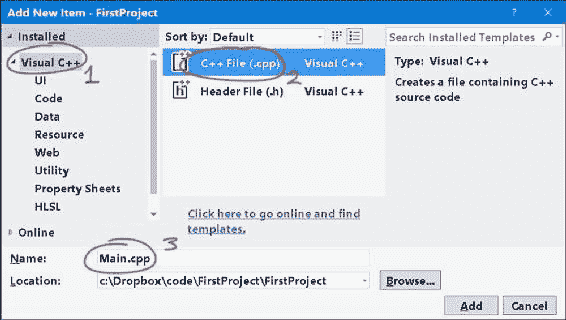 Add New Item - FirstProject
? ×
Installed
Sort by: Default
Search Installed Templates
Visual C++
1
UI
Code
Data
Resource
Web
Utility
Property Sheets
HLSL
Online
C++ File (.cpp) Visual C++
2
Header File (.h) Visual C++
Type: Visual C++
Creates a file containing C++
source code
Click here to go online and find
templates.
3
Name: Main.cpp
Location: c:\Dropbox\code\FirstProject\FirstProject
Browse...
Add
Cancel